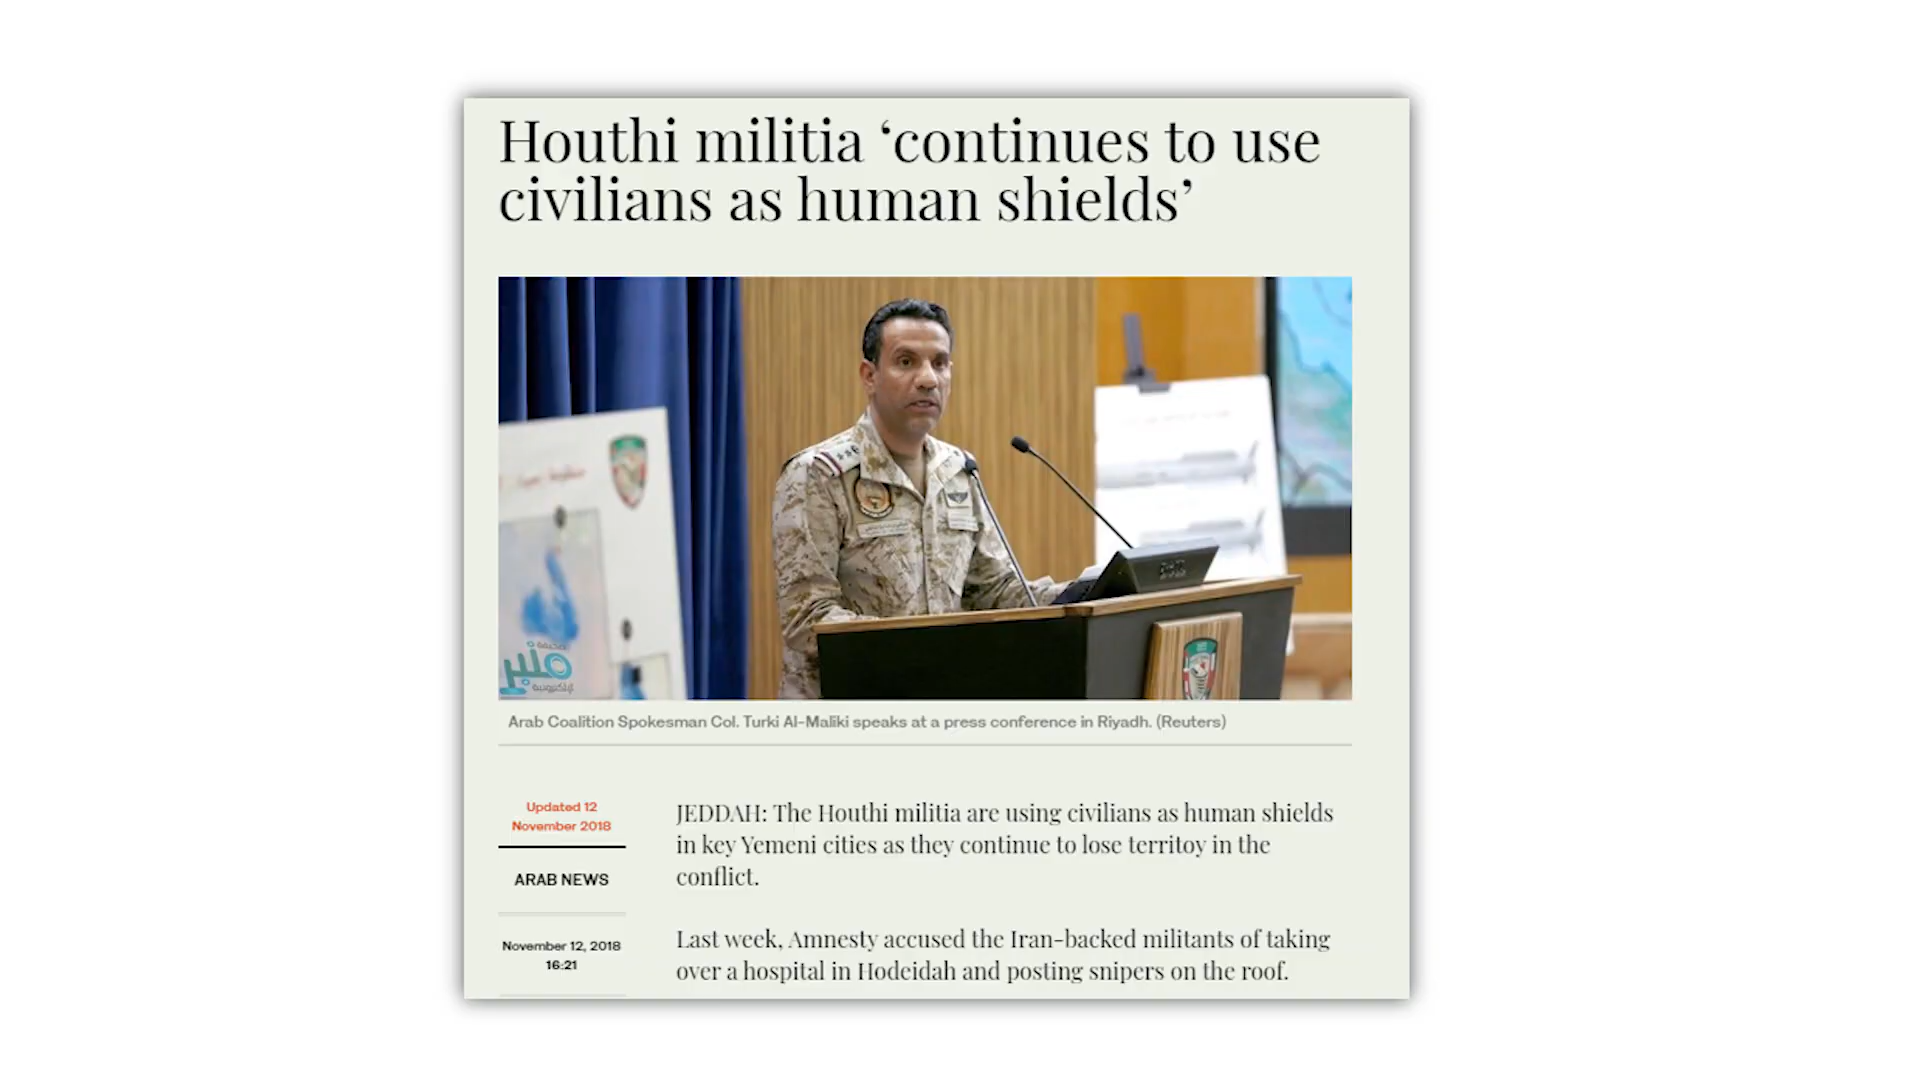 Houthi militia ‘continues to use
civilians as human shields’
صحيفة
منبر
إلكترونية
Arab Coalition Spokesman Col. Turki Al-Maliki speaks at a press conference in Riyadh. (Reuters)
Updated 12
November 2018
ARAB NEWS
November 12, 2018
16:21
JEDDAH: The Houthi militia are using civilians as human shields
in key Yemeni cities as they continue to lose territoy in the
conflict.
Last week, Amnesty accused the Iran-backed militants of taking
over a hospital in Hodeidah and posting snipers on the roof.